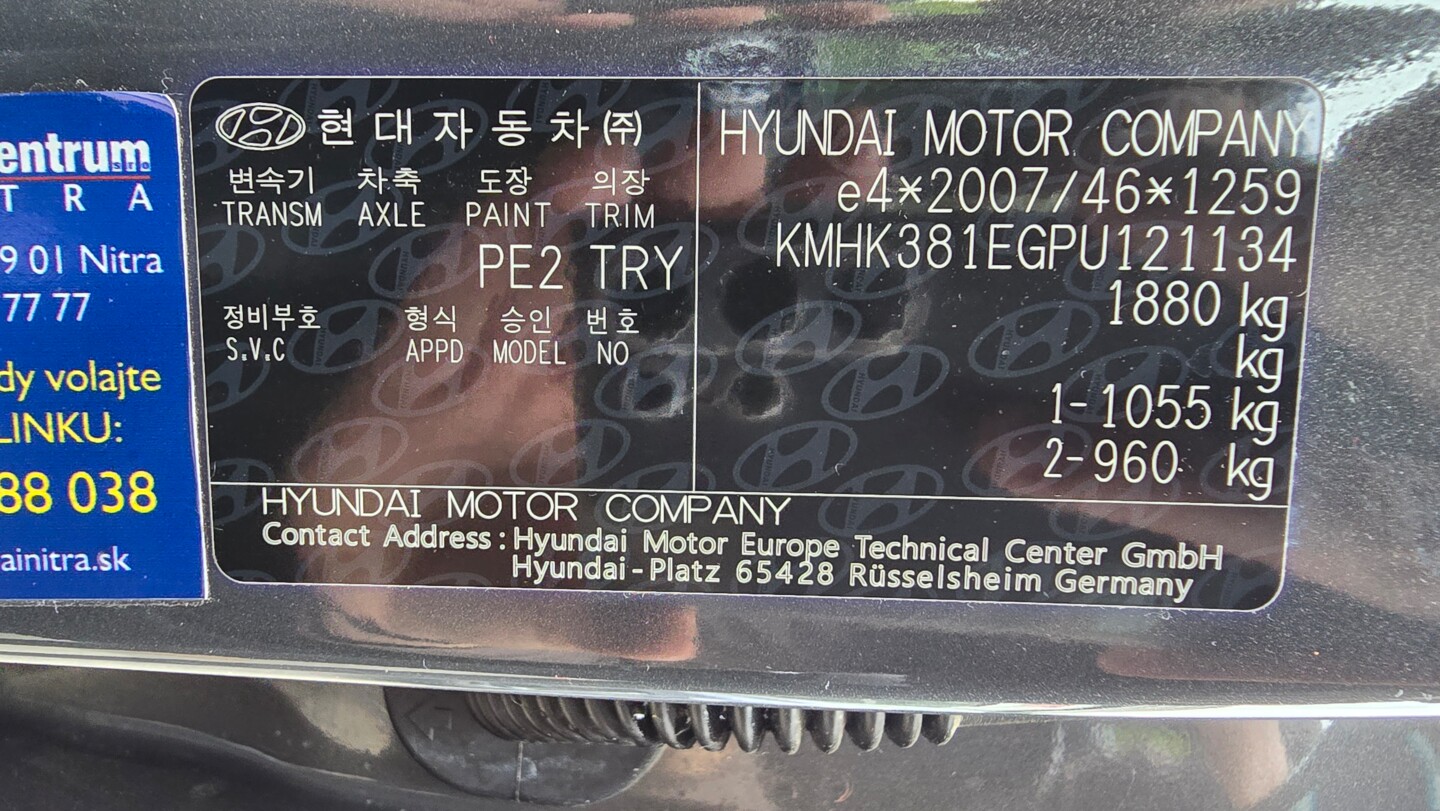 entrum
s.r.o
T R A
9 01 Nitra
77 77
dy volajte
LINKU:
88 038
ainitra.sk
현대자동차㈜
변속기 차축 도장 의장
TRANSM AXLE PAINT TRIM
PE2 TRY
정비부호 형식 승인 번호
S.V.C APPD MODEL NO
HYUNDAI MOTOR COMPANY
e4*2007/46*1259
KMHK381EGPU121134
1880 kg
kg
1-1055 kg
2-960 kg
HYUNDAI MOTOR COMPANY
Contact Address : Hyundai Motor Europe Technical Center GmbH
Hyundai-Platz 65428 Rüsselsheim Germany